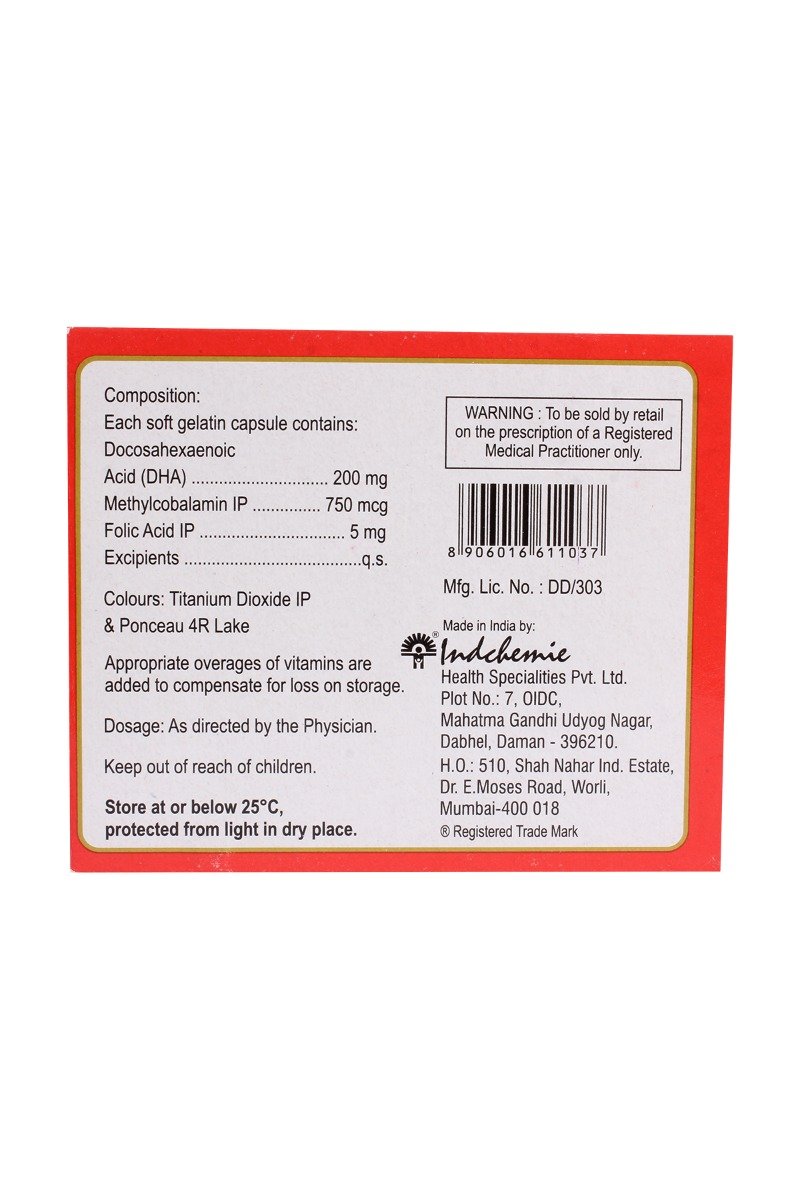 Composition:
Each soft gelatin capsule contains:
Docosahexaenoic
Acid (DHA) .............................. 200 mg
Methylcobalamin IP ............... 750 mcg
Folic Acid IP ................................ 5 mg
Excipients .......................................q.s.
Colours: Titanium Dioxide IP
& Ponceau 4R Lake
Appropriate overages of vitamins are
added to compensate for loss on storage.
Dosage: As directed by the Physician.
Keep out of reach of children.
Store at or below 25°C,
protected from light in dry place.
WARNING : To be sold by retail
on the prescription of a Registered
Medical Practitioner only.
8 906016 611037
Mfg. Lic. No. : DD/303
Made in India by:
® Indchemie
Health Specialities Pvt. Ltd.
Plot No.: 7, OIDC,
Mahatma Gandhi Udyog Nagar,
Dabhel, Daman - 396210.
H.O.: 510, Shah Nahar Ind. Estate,
Dr. E.Moses Road, Worli,
Mumbai-400 018
® Registered Trade Mark